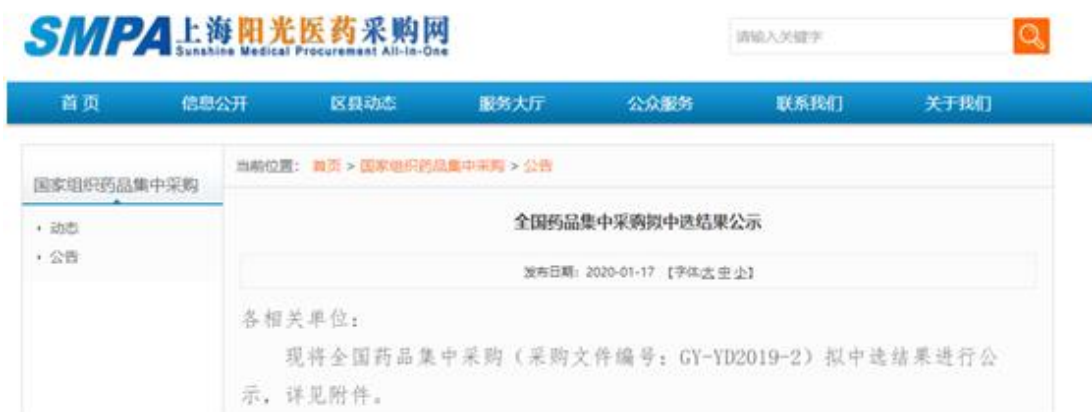 SMPA上海阳光医药采购网
Sunshine Medical Procurement All-In-One
请输入关键字
首页 信息公开 区县动态 服务大厅 公众服务 联系我们 关于我们
国家组织药品集中采购
动态
公告
当前位置: 首页 > 国家组织药品集中采购 > 公告
全国药品集中采购拟中选结果公示
发布日期: 2020-01-17 【字体:大 中 小】
各相关单位:
现将全国药品集中采购(采购文件编号:GY-YD2019-2)拟中选结果进行公
示,详见附件。